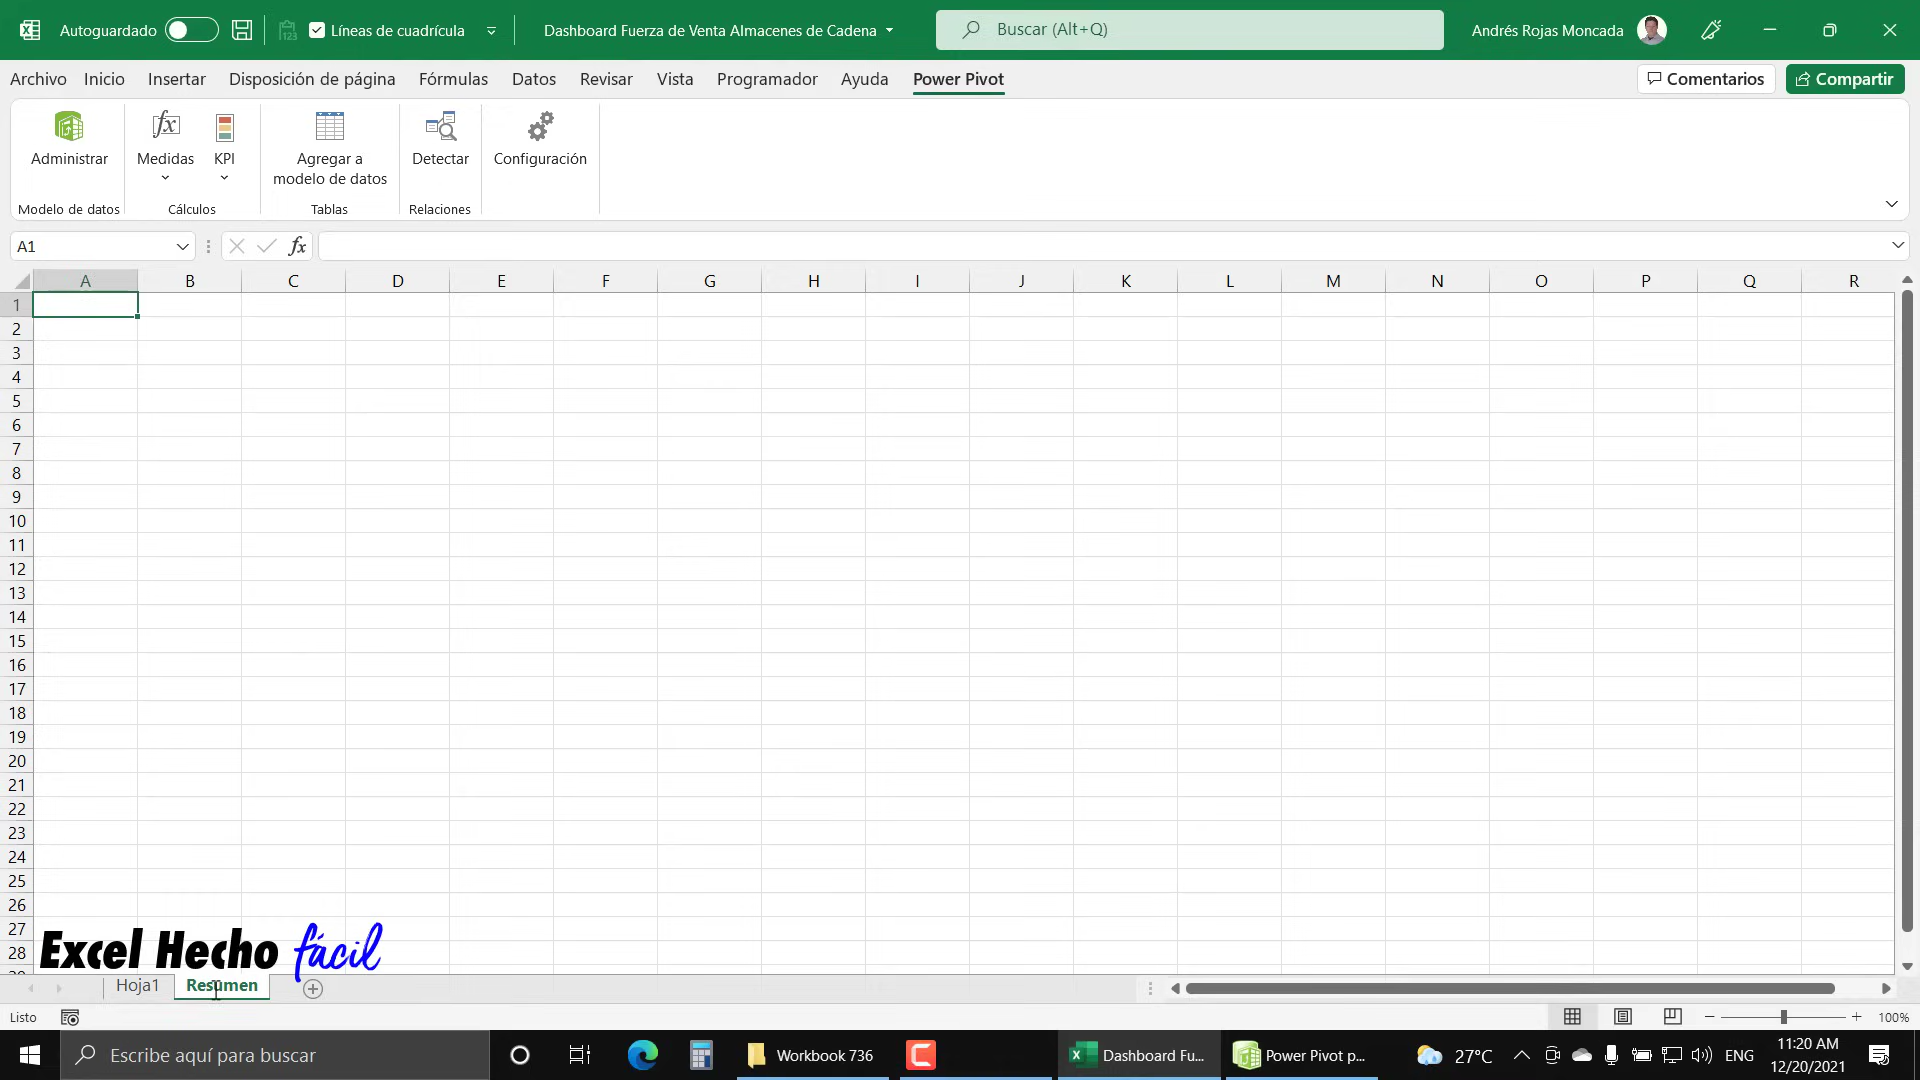 Autoguardado
Líneas de cuadrícula
Dashboard Fuerza de Venta Almacenes de Cadena
Buscar (Alt+Q)
Andrés Rojas Moncada
Archivo Inicio Insertar Disposición de página Fórmulas Datos Revisar Vista Programador Ayuda Power Pivot
Comentarios
Compartir
Administrar
Medidas
KPI
Agregar a
modelo de datos
Detectar
Configuración
Modelo de datos
Cálculos
Tablas
Relaciones
A1
fx
A B C D E F G H I J K L M N O P Q R
1
2
3
4
5
6
7
8
9
10
11
12
13
14
15
16
17
18
19
20
21
22
23
24
25
26
27
28
Excel Hecho fácil
Hoja1 Resumen
Listo
100%
Escribe aquí para buscar
Workbook 736
Dashboard Fu...
Power Pivot p...
27°C
ENG
11:20 AM
12/20/2021